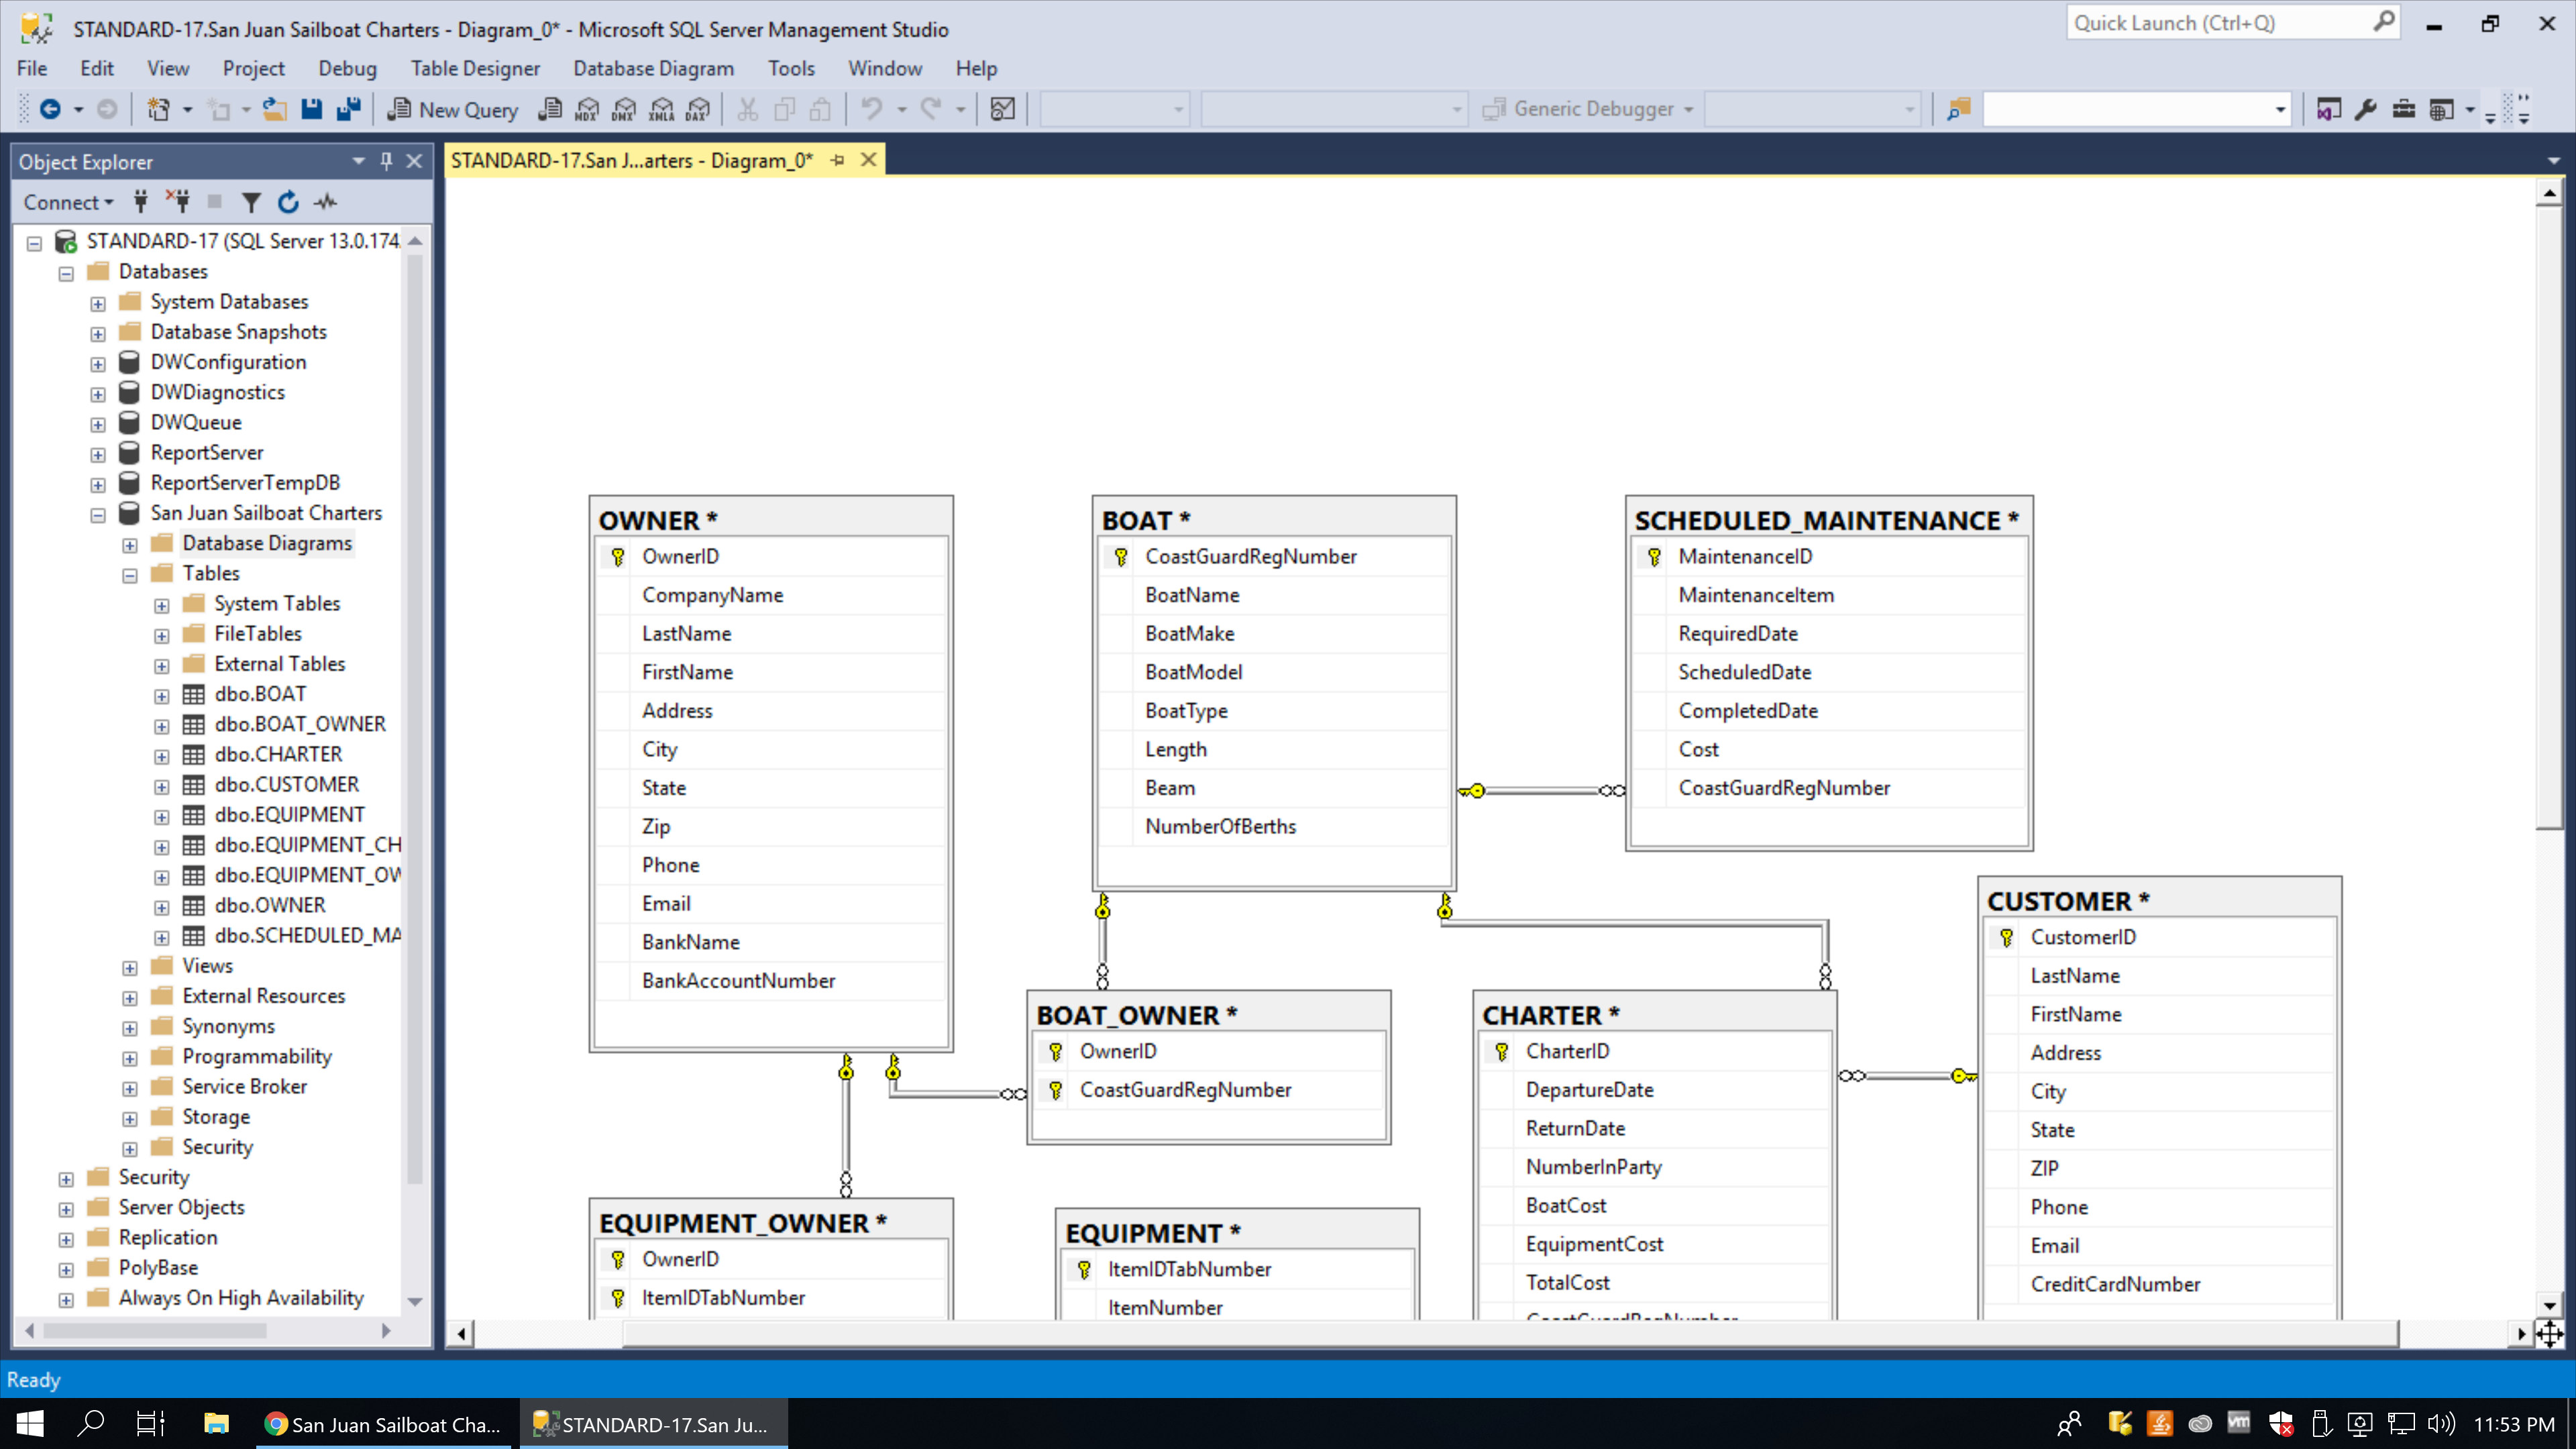 STANDARD-17.San Juan Sailboat Charters - Diagram_0* - Microsoft SQL Server Management Studio
Quick Launch (Ctrl+Q)
File Edit View Project Debug Table Designer Database Diagram Tools Window Help
New Query
MDX DMX XMLA DAX
Generic Debugger
Object Explorer
STANDARD-17.San J...arters - Diagram_0*
Connect
STANDARD-17 (SQL Server 13.0.174
Databases
System Databases
Database Snapshots
DWConfiguration
DWDiagnostics
DWQueue
ReportServer
ReportServerTempDB
San Juan Sailboat Charters
Database Diagrams
Tables
System Tables
FileTables
External Tables
dbo.BOAT
dbo.BOAT_OWNER
dbo.CHARTER
dbo.CUSTOMER
dbo.EQUIPMENT
dbo.EQUIPMENT_CH
dbo.EQUIPMENT_OW
dbo.OWNER
dbo.SCHEDULED_MA
Views
External Resources
Synonyms
Programmability
Service Broker
Storage
Security
Security
Server Objects
Replication
PolyBase
Always On High Availability
OWNER *
OwnerID
CompanyName
LastName
FirstName
Address
City
State
Zip
Phone
Email
BankName
BankAccountNumber
BOAT *
CoastGuardRegNumber
BoatName
BoatMake
BoatModel
BoatType
Length
Beam
NumberOfBerths
SCHEDULED_MAINTENANCE *
MaintenanceID
MaintenanceItem
RequiredDate
ScheduledDate
CompletedDate
Cost
CoastGuardRegNumber
BOAT_OWNER *
OwnerID
CoastGuardRegNumber
CHARTER *
CharterID
DepartureDate
ReturnDate
NumberInParty
BoatCost
EquipmentCost
TotalCost
CoastGuardRegNumber
CUSTOMER *
CustomerID
LastName
FirstName
Address
City
State
ZIP
Phone
Email
CreditCardNumber
EQUIPMENT_OWNER *
OwnerID
ItemIDTabNumber
EQUIPMENT *
ItemIDTabNumber
ItemNumber
Ready
San Juan Sailboat Cha...
STANDARD-17.San Ju...
vm
11:53 PM